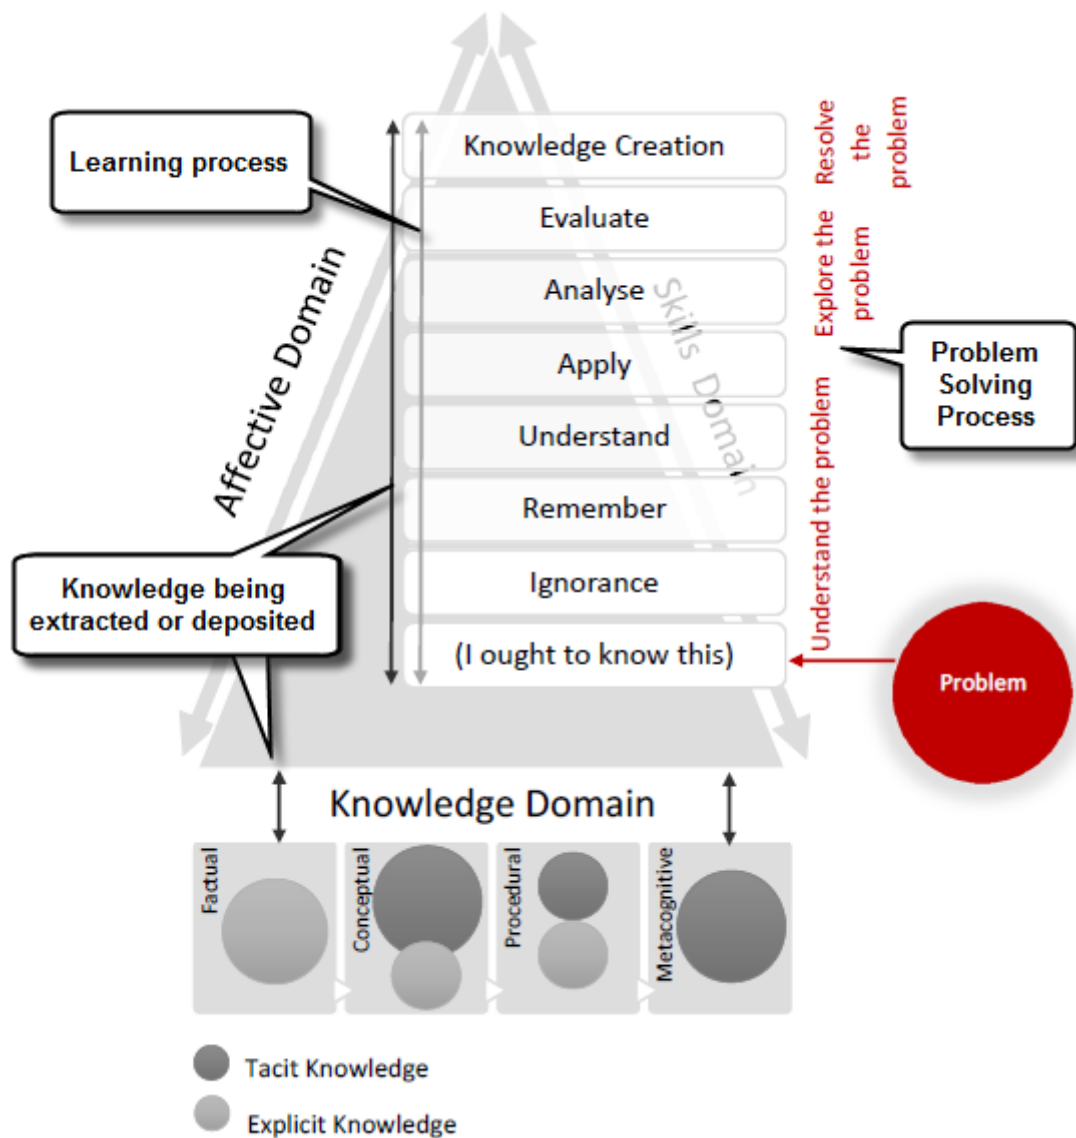 Knowledge Creation
Evaluate
Analyse
Apply
Understand
Remember
Ignorance
(I ought to know this)
Learning process
Affective Domain
Skills Domain
Knowledge being
extracted or deposited
Resolve
the
problem
Explore the
problem
Understand the problem
Problem
Solving
Process
Problem
Knowledge Domain
Factual
Conceptual
Procedural
Metacognitive
Tacit Knowledge
Explicit Knowledge